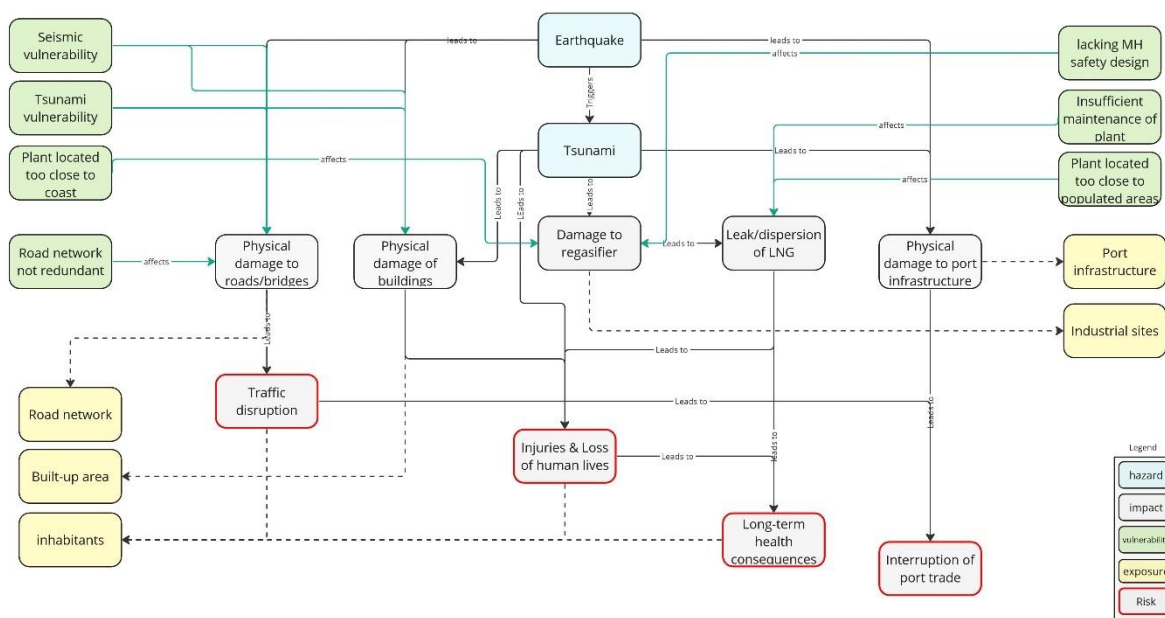 Seismic
vulnerability
Tsunami
vulnerability
Plant located
too close to
coast
Road network
not redundant
leads to
Earthquake
leads to
affects
Triggers
Tsunami
Leads to
affects
Leads to
LEads to
Leads to
lacking MH
safety design
Insufficient
maintenance of
plant
Plant located
too close to
populated areas
affects
affects
affects
Physical
damage to
roads/bridges
Physical
damage of
buildings
Damage to
regasifier
Leads to
Leak/dispersion
of LNG
Physical
damage to port
infrastructure
Port
infrastructure
Industrial sites
Leads to
Leads to
Road network
Built-up area
inhabitants
Traffic
disruption
Leads to
Leads to
Injuries & Loss
of human lives
Leads to
leads to
Long-term
health
consequences
Interruption of
port trade
Legend
hazard
impact
vulnerabilit
exposure
Risk